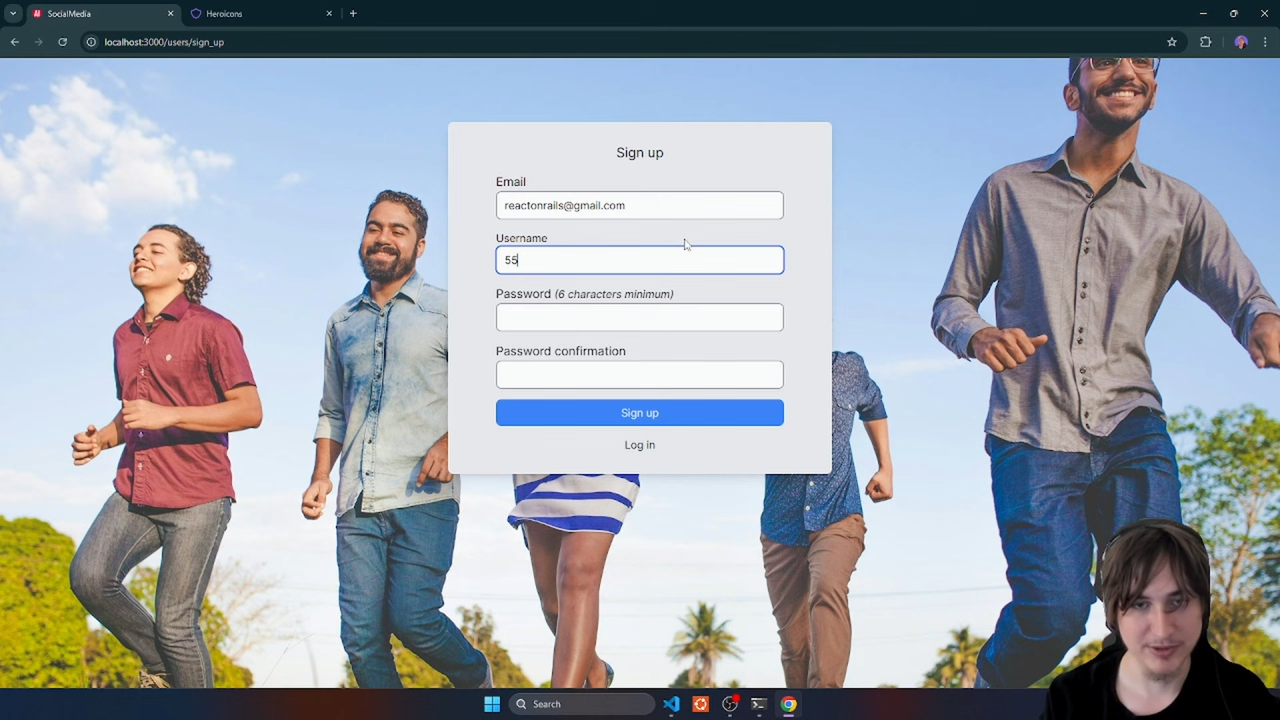 SocialMedia
Heroicons
localhost:3000/users/sign_up
Sign up
Email
reactonrails@gmail.com
Username
55
Password (6 characters minimum)
Password confirmation
Sign up
Log in
Search